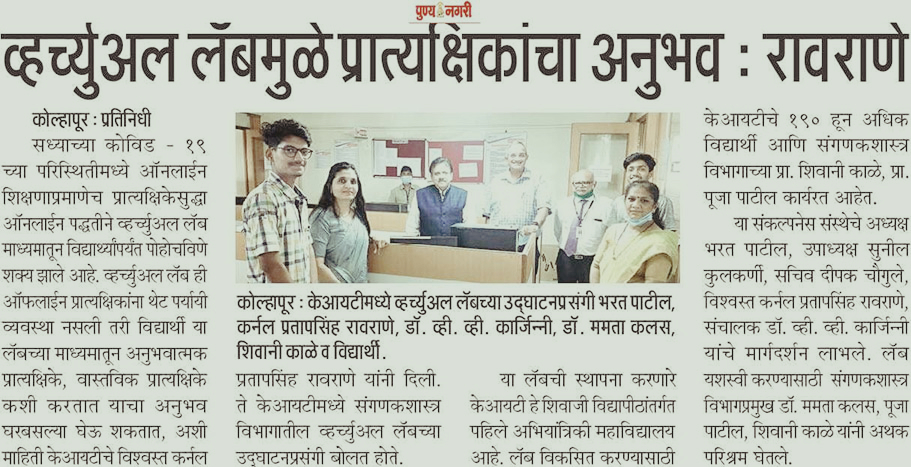 पुण्य नगरी
व्हर्च्युअल लॅबमुळे प्रात्यक्षिकांचा अनुभव : रावराणे
कोल्हापूर : प्रतिनिधी
सध्याच्या कोविड - १९
च्या परिस्थितीमध्ये ऑनलाईन
शिक्षणाप्रमाणेच प्रात्यक्षिकेसुद्धा
ऑनलाईन पद्धतीने व्हर्च्युअल लॅब
माध्यमातून विद्यार्थ्यांपर्यंत पोहोचविणे
शक्य झाले आहे. व्हर्च्युअल लॅब ही
ऑफलाईन प्रात्यक्षिकांना थेट पर्यायी
व्यवस्था नसली तरी विद्यार्थी या
लॅबच्या माध्यमातून अनुभवात्मक
प्रात्यक्षिके, वास्तविक प्रात्यक्षिके
कशी करतात याचा अनुभव
घरबसल्या घेऊ शकतात, अशी
माहिती केआयटीचे विश्वस्त कर्नल
कोल्हापूर : केआयटीमध्ये व्हर्च्युअल लॅबच्या उद्घाटनप्रसंगी भरत पाटील,
कर्नल प्रतापसिंह रावराणे, डॉ. व्ही. व्ही. कार्जिन्नी, डॉ. ममता कलस,
शिवानी काळे व विद्यार्थी.
प्रतापसिंह रावराणे यांनी दिली.
ते केआयटीमध्ये संगणकशास्त्र
विभागातील व्हर्च्युअल लॅबच्या
उद्घाटनप्रसंगी बोलत होते.
या लॅबची स्थापना करणारे
केआयटी हे शिवाजी विद्यापीठांतर्गत
पहिले अभियांत्रिकी महाविद्यालय
आहे. लॅब विकसित करण्यासाठी
केआयटीचे १९० हून अधिक
विद्यार्थी आणि संगणकशास्त्र
विभागाच्या प्रा. शिवानी काळे, प्रा.
पूजा पाटील कार्यरत आहेत.
या संकल्पनेस संस्थेचे अध्यक्ष
भरत पाटील, उपाध्यक्ष सुनील
कुलकर्णी, सचिव दीपक चौगुले,
विश्वस्त कर्नल प्रतापसिंह रावराणे,
संचालक डॉ. व्ही. व्ही. कार्जिन्नी
यांचे मार्गदर्शन लाभले. लॅब
यशस्वी करण्यासाठी संगणकशास्त्र
विभागप्रमुख डॉ. ममता कलस, पूजा
पाटील, शिवानी काळे यांनी अथक
परिश्रम घेतले.